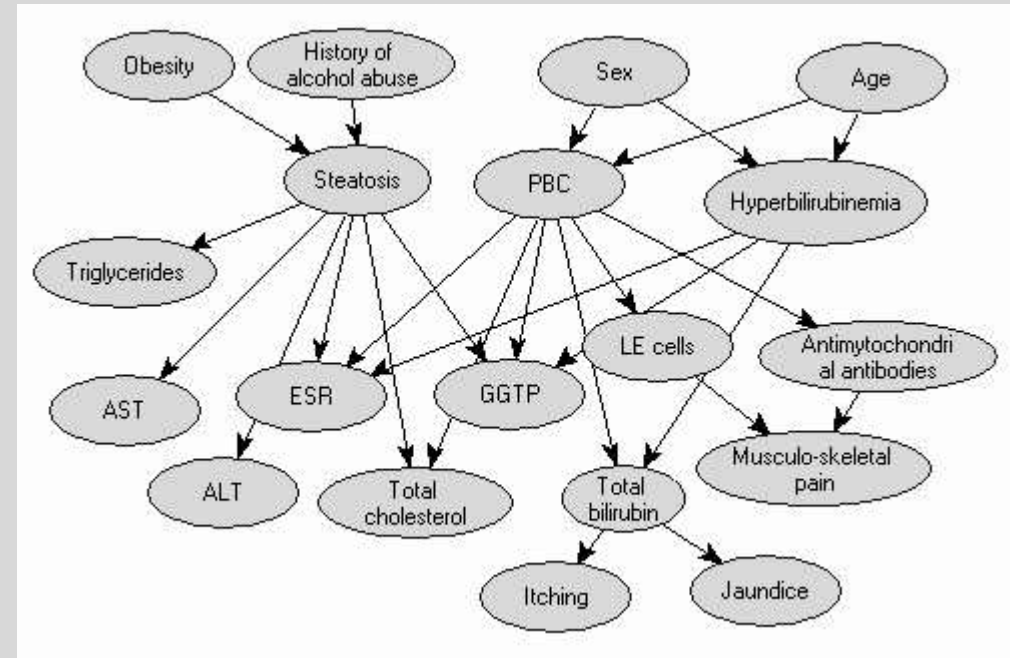 Obesity
History of
alcohol abuse
Sex
Age
Steatosis
PBC
Hyperbilirubinemia
Triglycerides
LE cells
Antimytochondri
al antibodies
AST
ESR
GGTP
Musculo-skeletal
pain
ALT
Total
cholesterol
Total
bilirubin
Itching
Jaundice